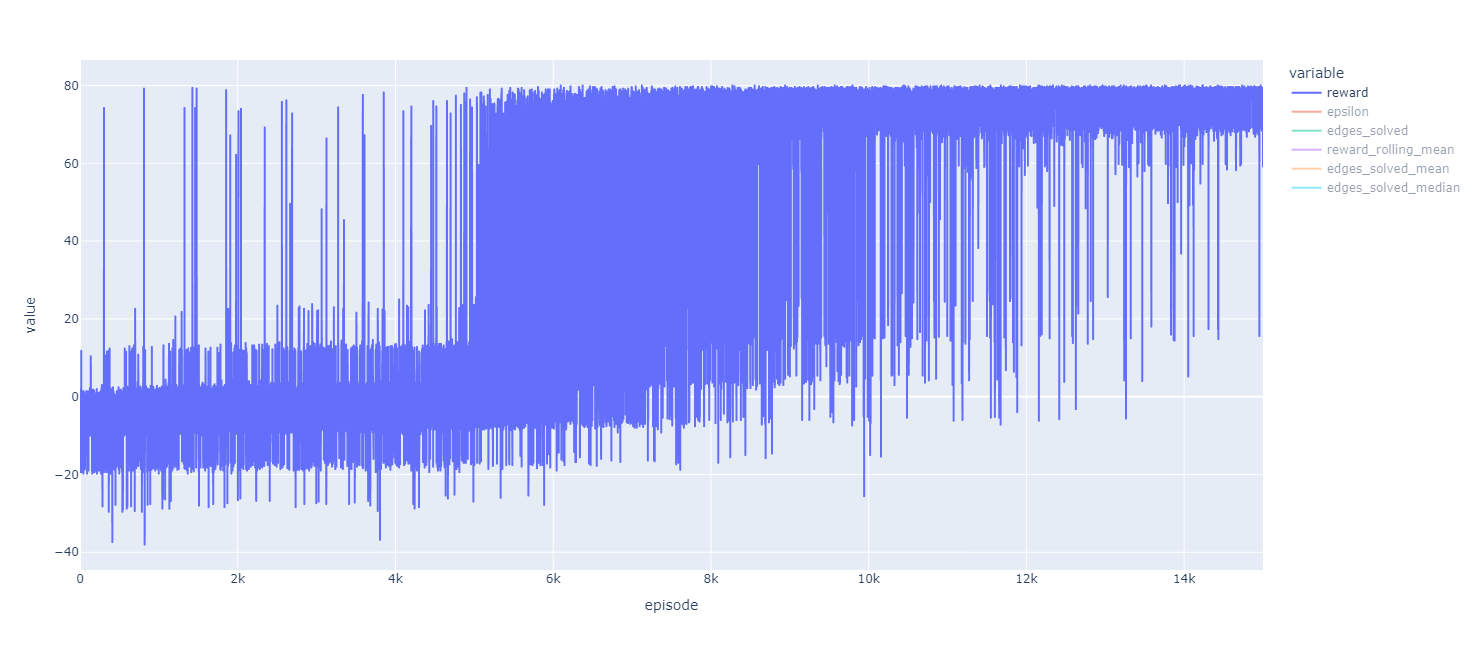 80
60
40
20
0
−20
−40
value
0
2k
4k
6k
8k
10k
12k
14k
episode
variable
reward
epsilon
edges_solved
reward_rolling_mean
edges_solved_mean
edges_solved_median